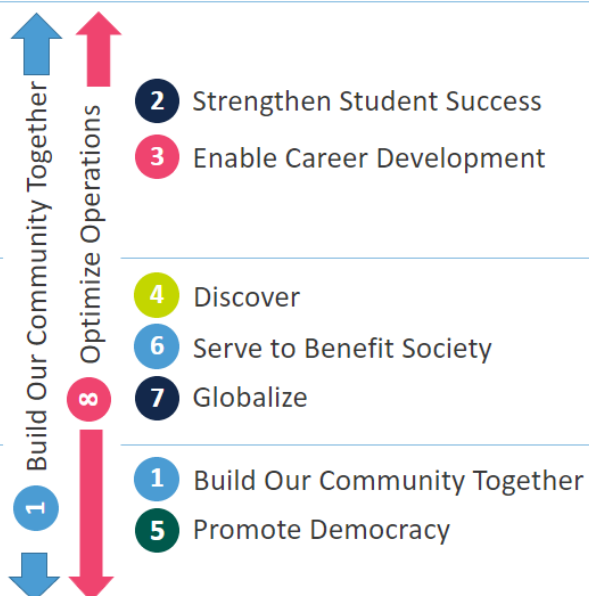 1 Build Our Community Together
8 Optimize Operations
2 Strengthen Student Success
3 Enable Career Development
4 Discover
6 Serve to Benefit Society
7 Globalize
1 Build Our Community Together
5 Promote Democracy